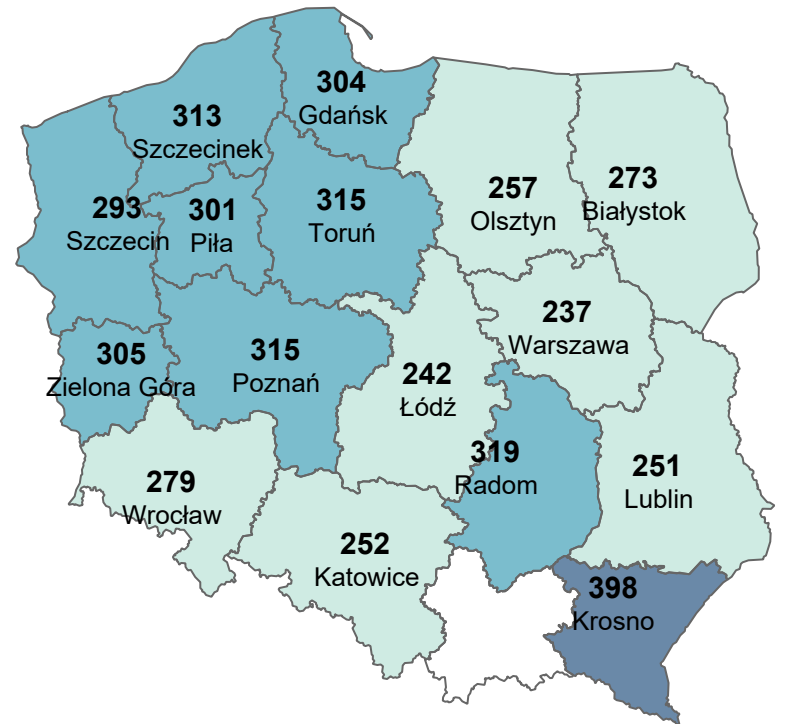 304
Gdańsk
313
Szczecinek
257
Olsztyn
273
Białystok
293
Szczecin
301
Piła
315
Toruń
237
Warszawa
305
Zielona Góra
315
Poznań
242
Łódź
319
Radom
251
Lublin
279
Wrocław
252
Katowice
398
Krosno